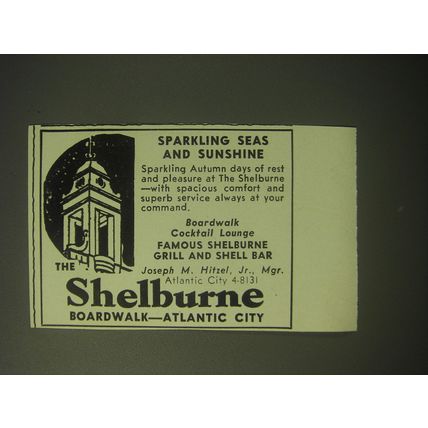 SPARKLING SEAS
AND SUNSHINE
Sparkling Autumn days of rest
and pleasure at The Shelburne
—with spacious comfort and
superb service always at your
command.
Boardwalk
Cocktail Lounge
FAMOUS SHELBURNE
GRILL AND SHELL BAR
Joseph M. Hitzel, Jr., Mgr.
Atlantic City 4-8131
THE
Shelburne
BOARDWALK—ATLANTIC CITY